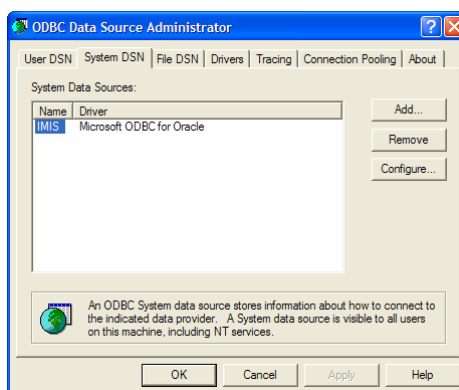 ODBC Data Source Administrator
User DSN System DSN File DSN Drivers Tracing Connection Pooling About
System Data Sources:
Name Driver
IMIS Microsoft ODBC for Oracle
Add...
Remove
Configure...
An ODBC System data source stores information about how to connect to
the indicated data provider. A System data source is visible to all users
on this machine, including NT services.
OK Cancel Apply Help